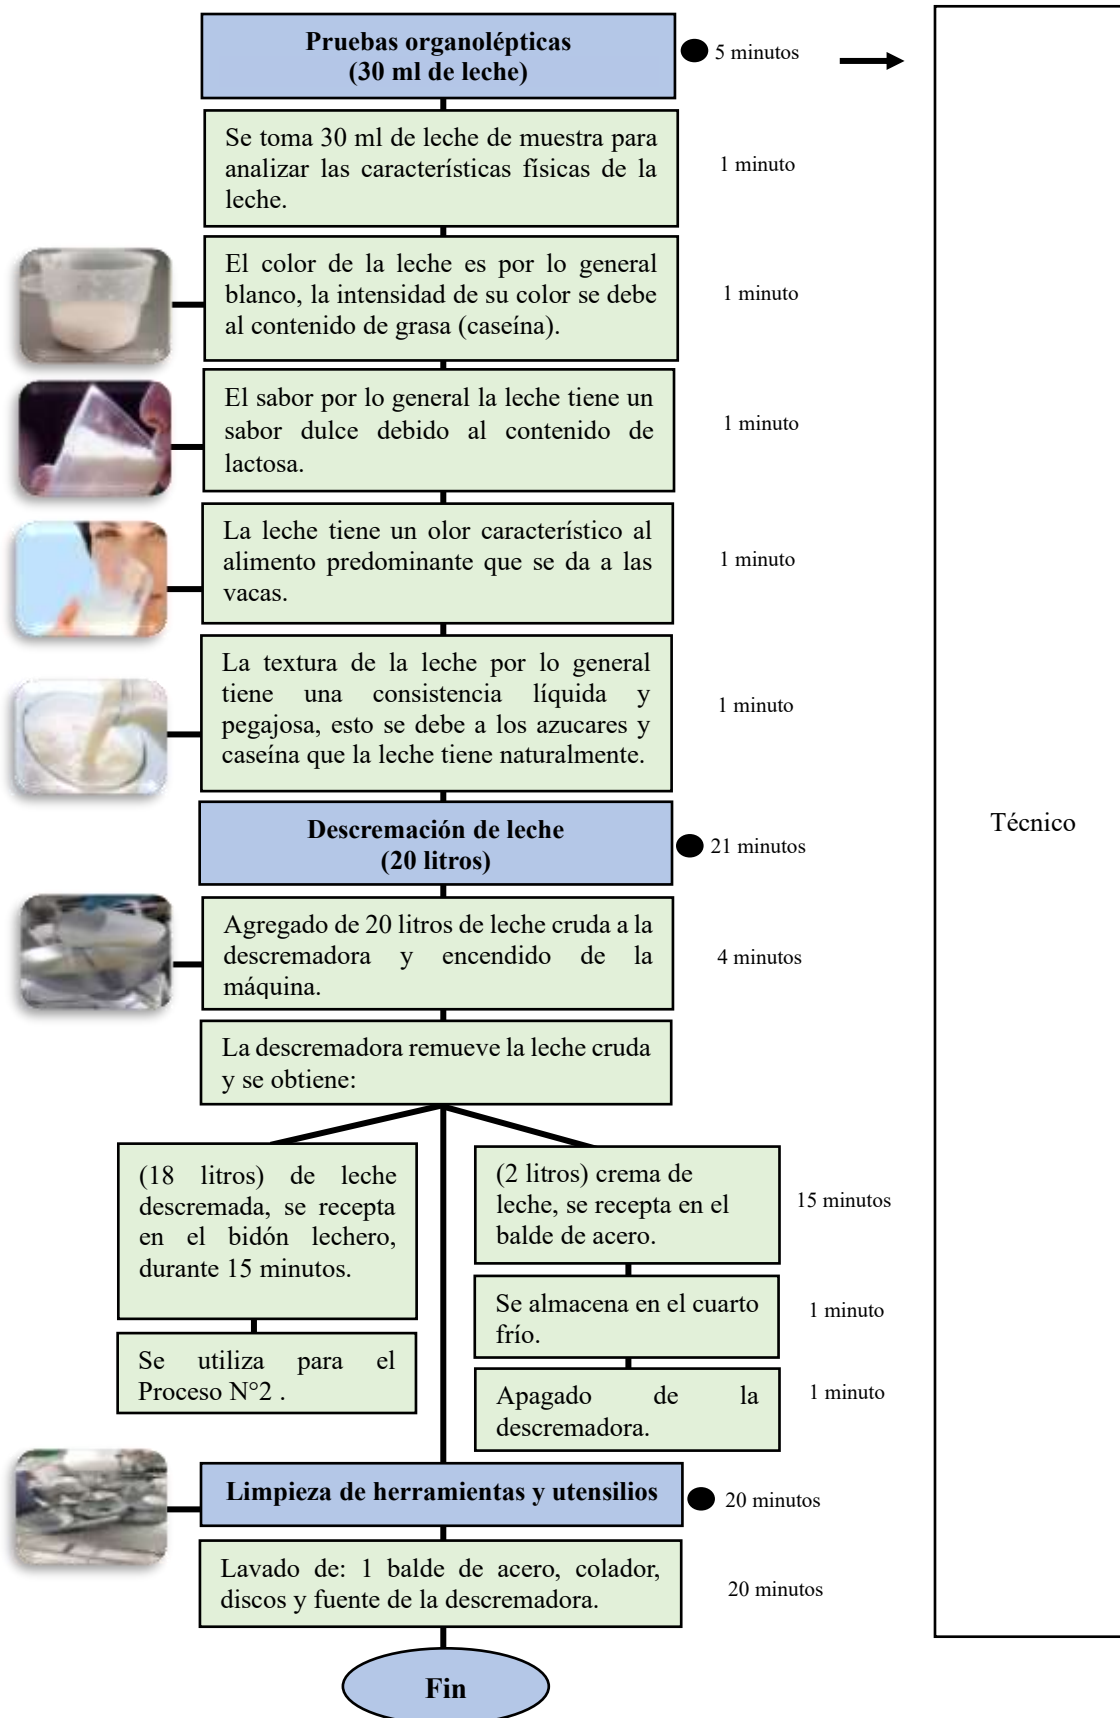 Pruebas organolépticas
(30 ml de leche)
5 minutos
Se toma 30 ml de leche de muestra para
analizar las características físicas de la
leche.
1 minuto
El color de la leche es por lo general
blanco, la intensidad de su color se debe
al contenido de grasa (caseína).
1 minuto
El sabor por lo general la leche tiene un
sabor dulce debido al contenido de
lactosa.
1 minuto
La leche tiene un olor característico al
alimento predominante que se da a las
vacas.
1 minuto
La textura de la leche por lo general
tiene una consistencia líquida y
pegajosa, esto se debe a los azucares y
caseína que la leche tiene naturalmente.
1 minuto
Técnico
Descremación de leche
(20 litros)
21 minutos
Agregado de 20 litros de leche cruda a la
descremadora y encendido de la
máquina.
4 minutos
La descremadora remueve la leche cruda
y se obtiene:
(18 litros) de leche
descremada, se recepta
en el bidón lechero,
durante 15 minutos.
Se utiliza para el
Proceso N°2 .
(2 litros) crema de
leche, se recepta en el
balde de acero.
15 minutos
Se almacena en el cuarto
frío.
1 minuto
Apagado de la
descremadora.
1 minuto
Limpieza de herramientas y utensilios
20 minutos
Lavado de: 1 balde de acero, colador,
discos y fuente de la descremadora.
20 minutos
Fin